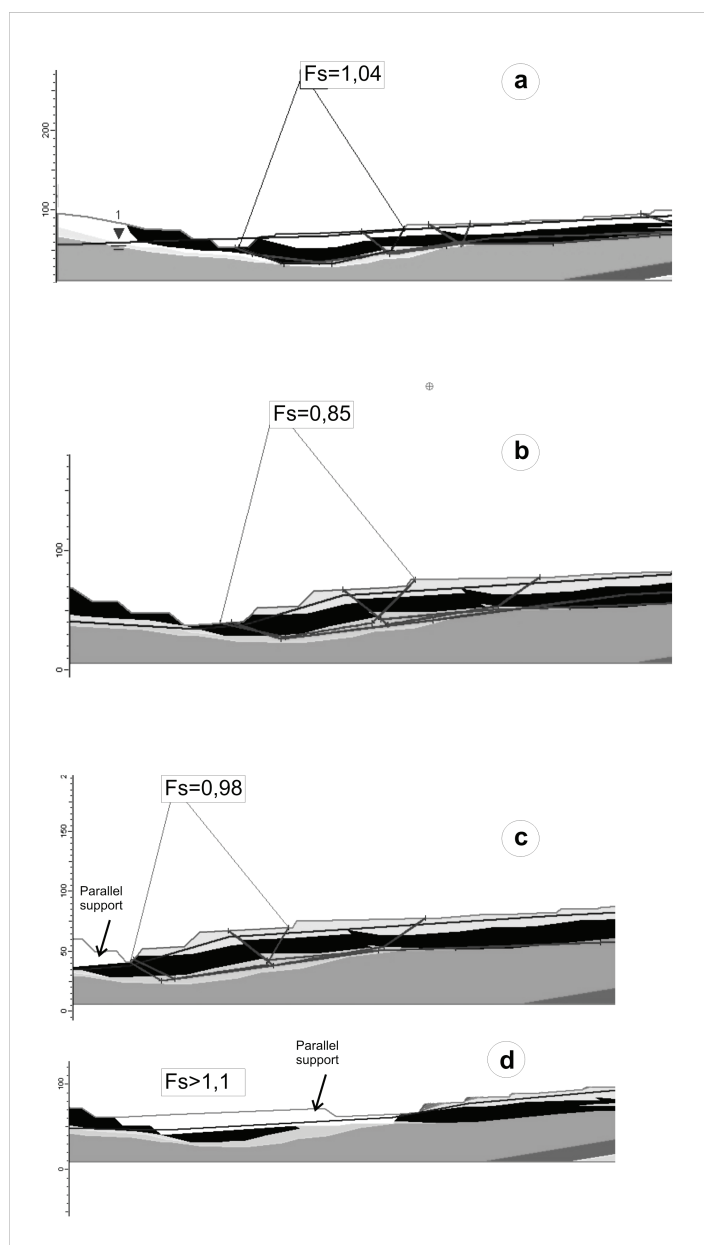 Fs=1,04
a
200
100
1
Fs=0,85
b
100
0
2
Fs=0,98
c
150
100
Parallel
support
50
0
Parallel
support
d
Fs>1,1
100
0